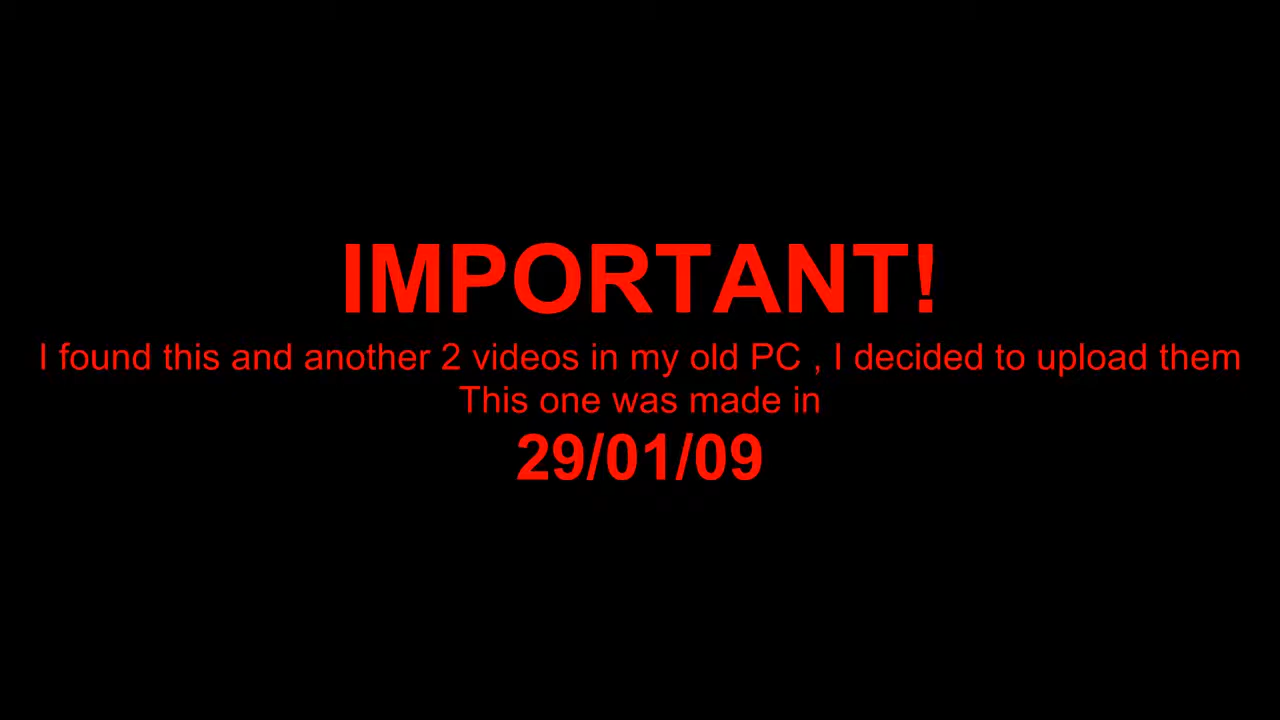 IMPORTANT!
I found this and another 2 videos in my old PC , I decided to upload them
This one was made in
29/01/09